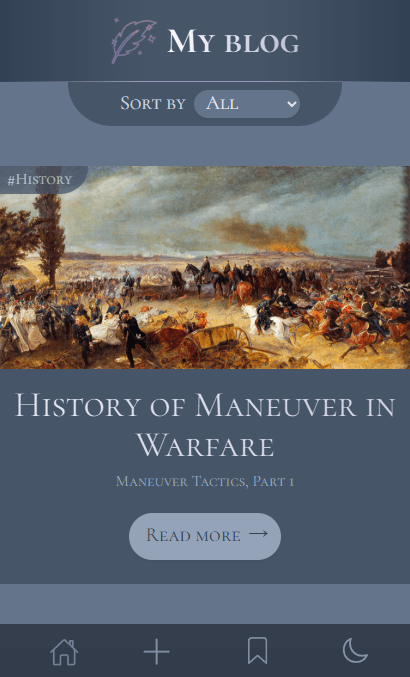 My blog
Sort by All
#History
History of Maneuver in
Warfare
Maneuver Tactics, Part 1
Read more →